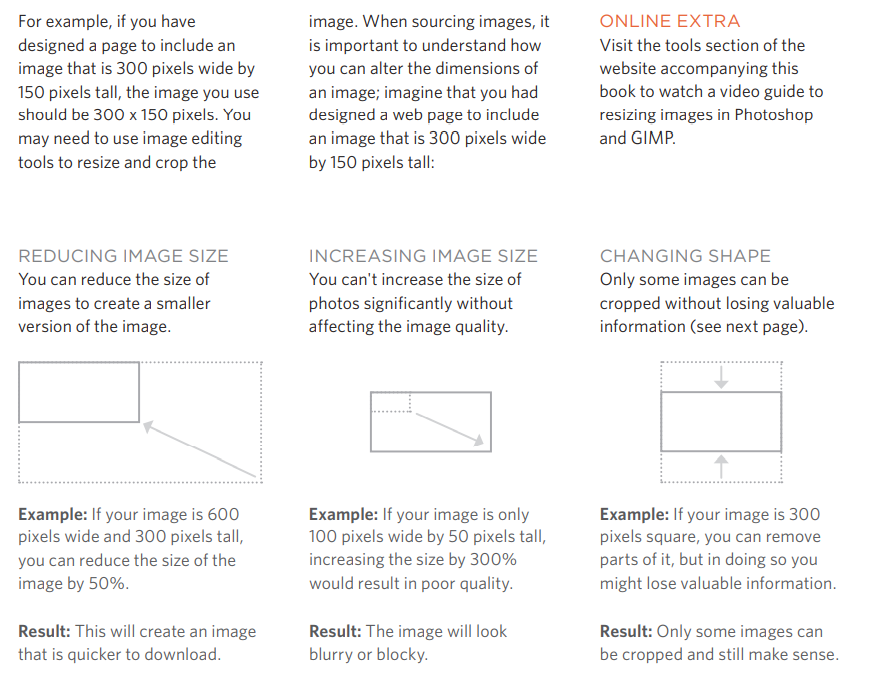 For example, if you have
designed a page to include an
image that is 300 pixels wide by
150 pixels tall, the image you use
should be 300 x 150 pixels. You
may need to use image editing
tools to resize and crop the
image. When sourcing images, it
is important to understand how
you can alter the dimensions of
an image; imagine that you had
designed a web page to include
an image that is 300 pixels wide
by 150 pixels tall:
ONLINE EXTRA
Visit the tools section of the
website accompanying this
book to watch a video guide to
resizing images in Photoshop
and GIMP.
REDUCING IMAGE SIZE
You can reduce the size of
images to create a smaller
version of the image.
Example: If your image is 600
pixels wide and 300 pixels tall,
you can reduce the size of the
image by 50%.
Result: This will create an image
that is quicker to download.
INCREASING IMAGE SIZE
You can't increase the size of
photos significantly without
affecting the image quality.
Example: If your image is only
100 pixels wide by 50 pixels tall,
increasing the size by 300%
would result in poor quality.
Result: The image will look
blurry or blocky.
CHANGING SHAPE
Only some images can be
cropped without losing valuable
information (see next page).
Example: If your image is 300
pixels square, you can remove
parts of it, but in doing so you
might lose valuable information.
Result: Only some images can
be cropped and still make sense.